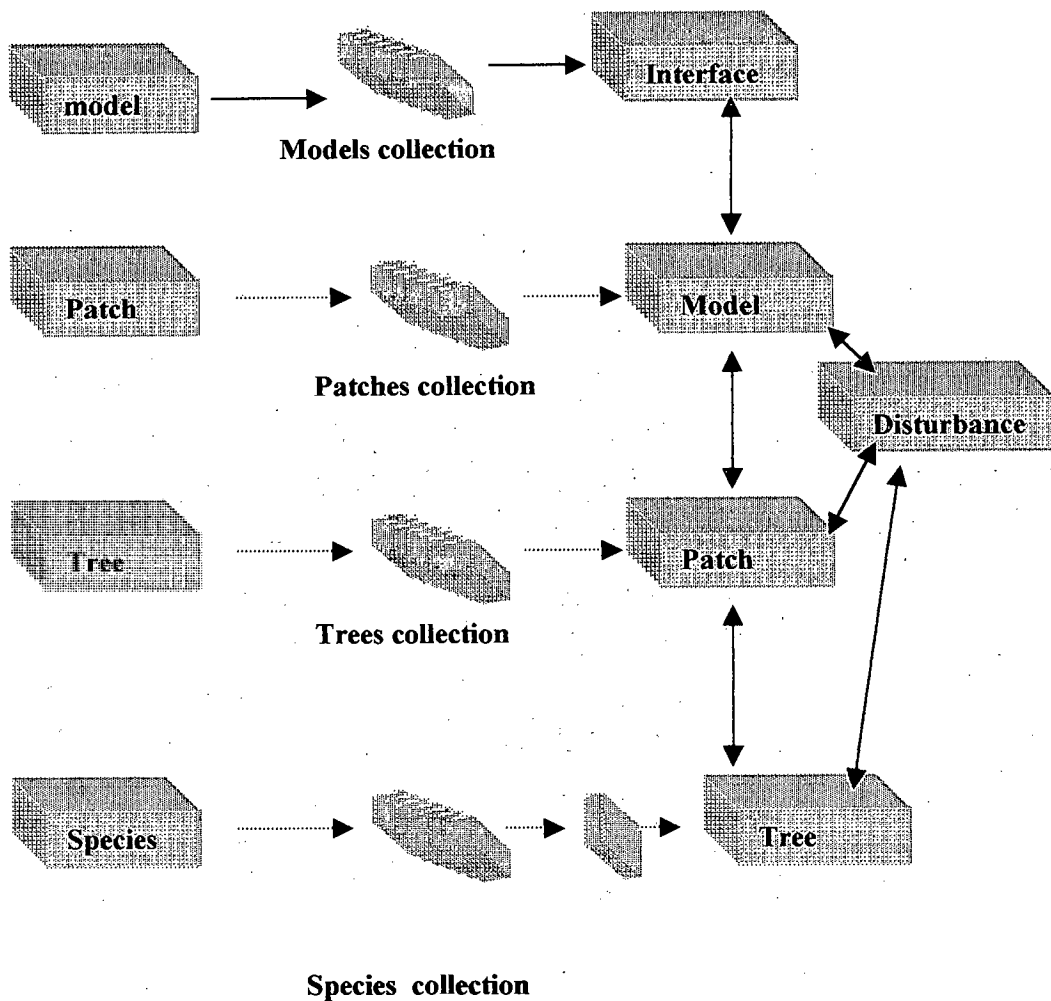 model
Interface
Models collection
Patch
Model
Patches collection
Disturbance
Tree
Patch
Trees collection
Species
Tree
Species collection